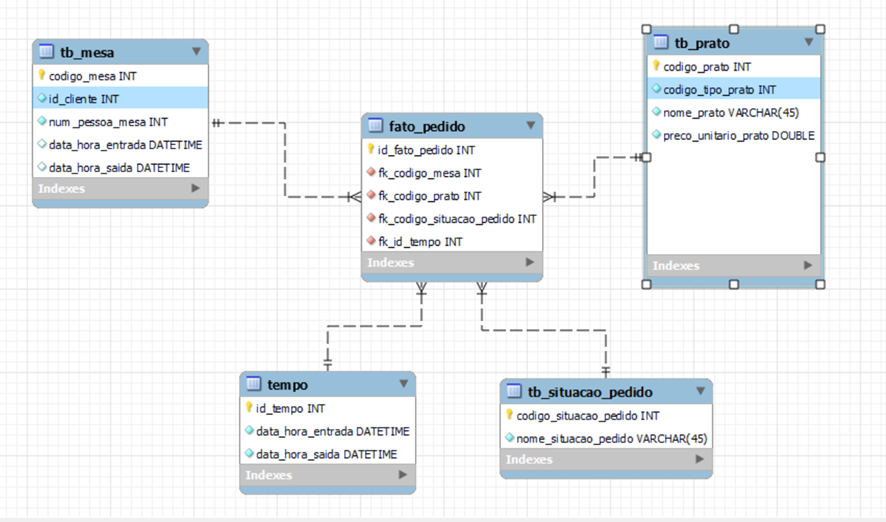 tb_mesa
codigo_mesa INT
id_cliente INT
num_pessoa_mesa INT
data_hora_entrada DATETIME
data_hora_saida DATETIME
Indexes
fato_pedido
id_fato_pedido INT
fk_codigo_mesa INT
fk_codigo_prato INT
fk_codigo_situacao_pedido INT
fk_id_tempo INT
Indexes
tb_prato
codigo_prato INT
codigo_tipo_prato INT
nome_prato VARCHAR(45)
preco_unitario_prato DOUBLE
Indexes
tempo
id_tempo INT
data_hora_entrada DATETIME
data_hora_saida DATETIME
Indexes
tb_situacao_pedido
codigo_situacao_pedido INT
nome_situacao_pedido VARCHAR(45)
Indexes